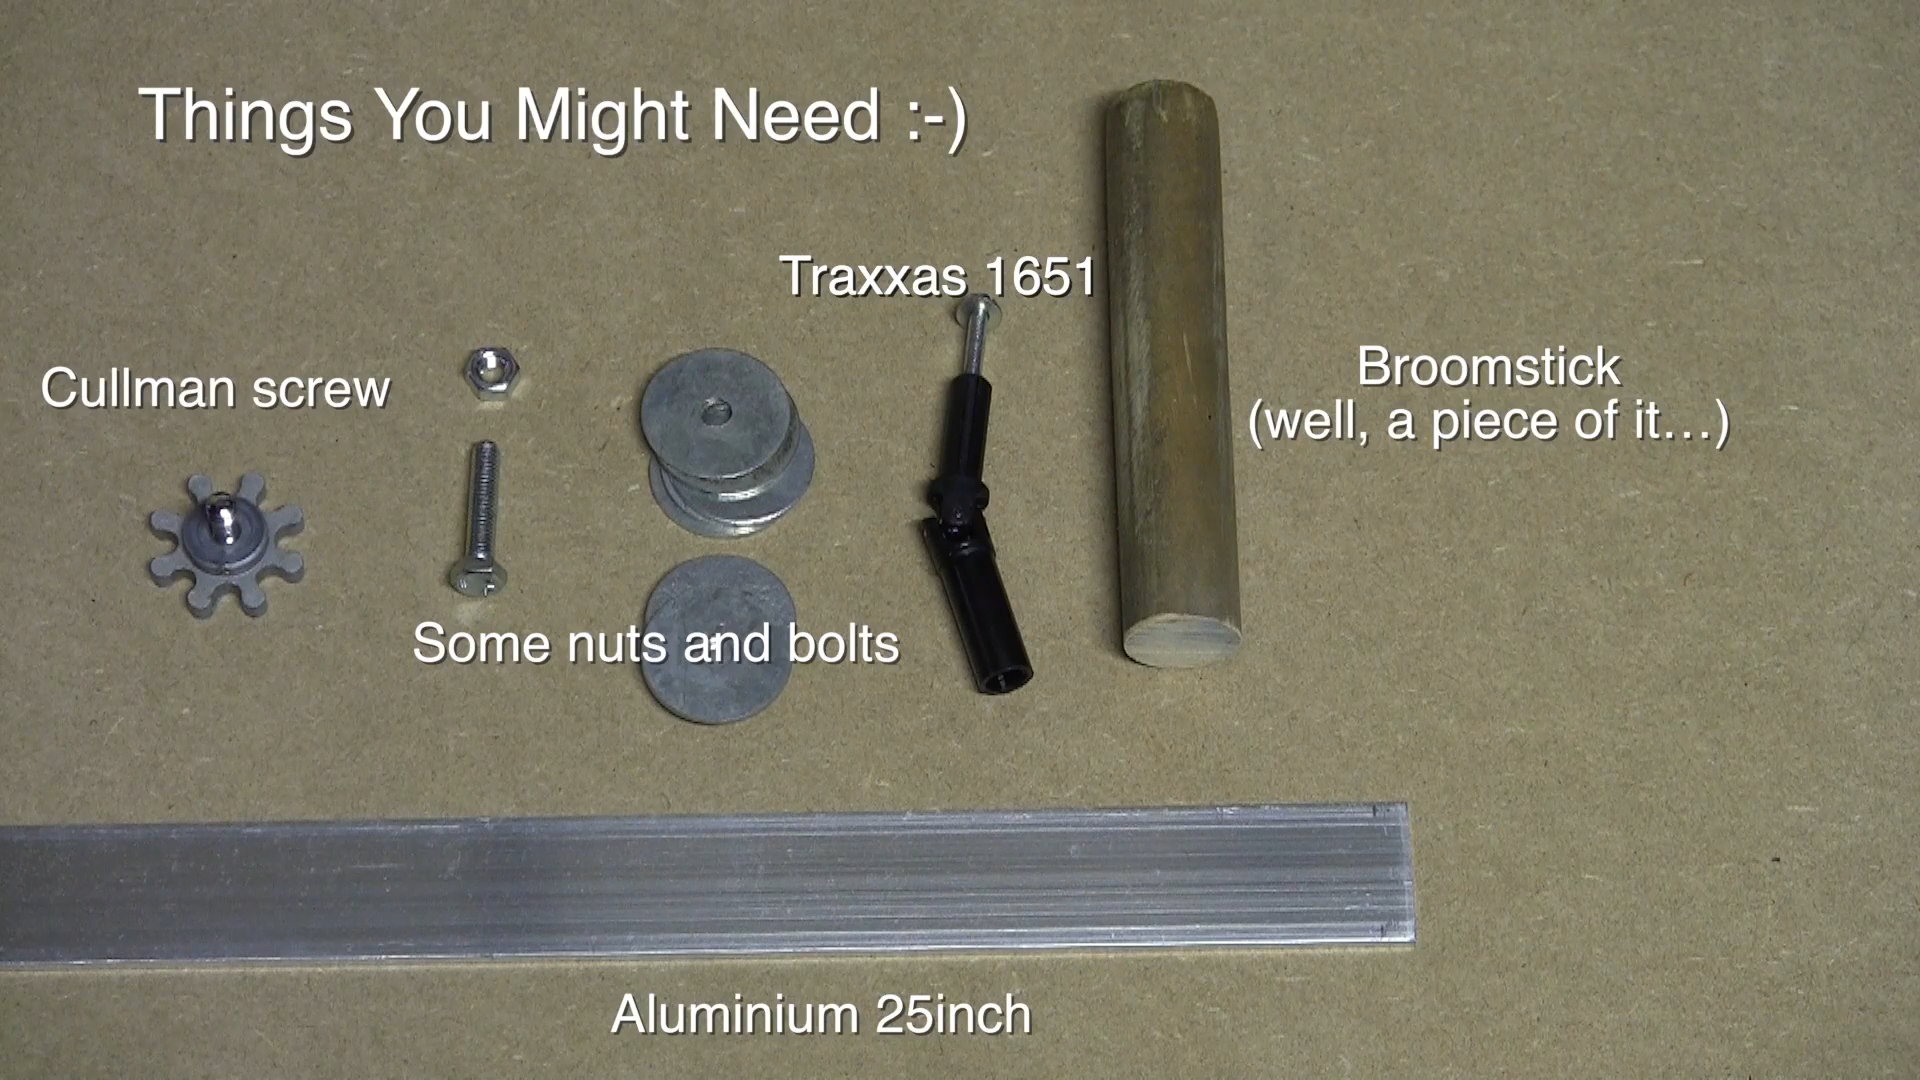 Things You Might Need :-)
Traxxas 1651
Cullman screw
Broomstick
(well, a piece of it...)
Some nuts and bolts
Aluminium 25inch